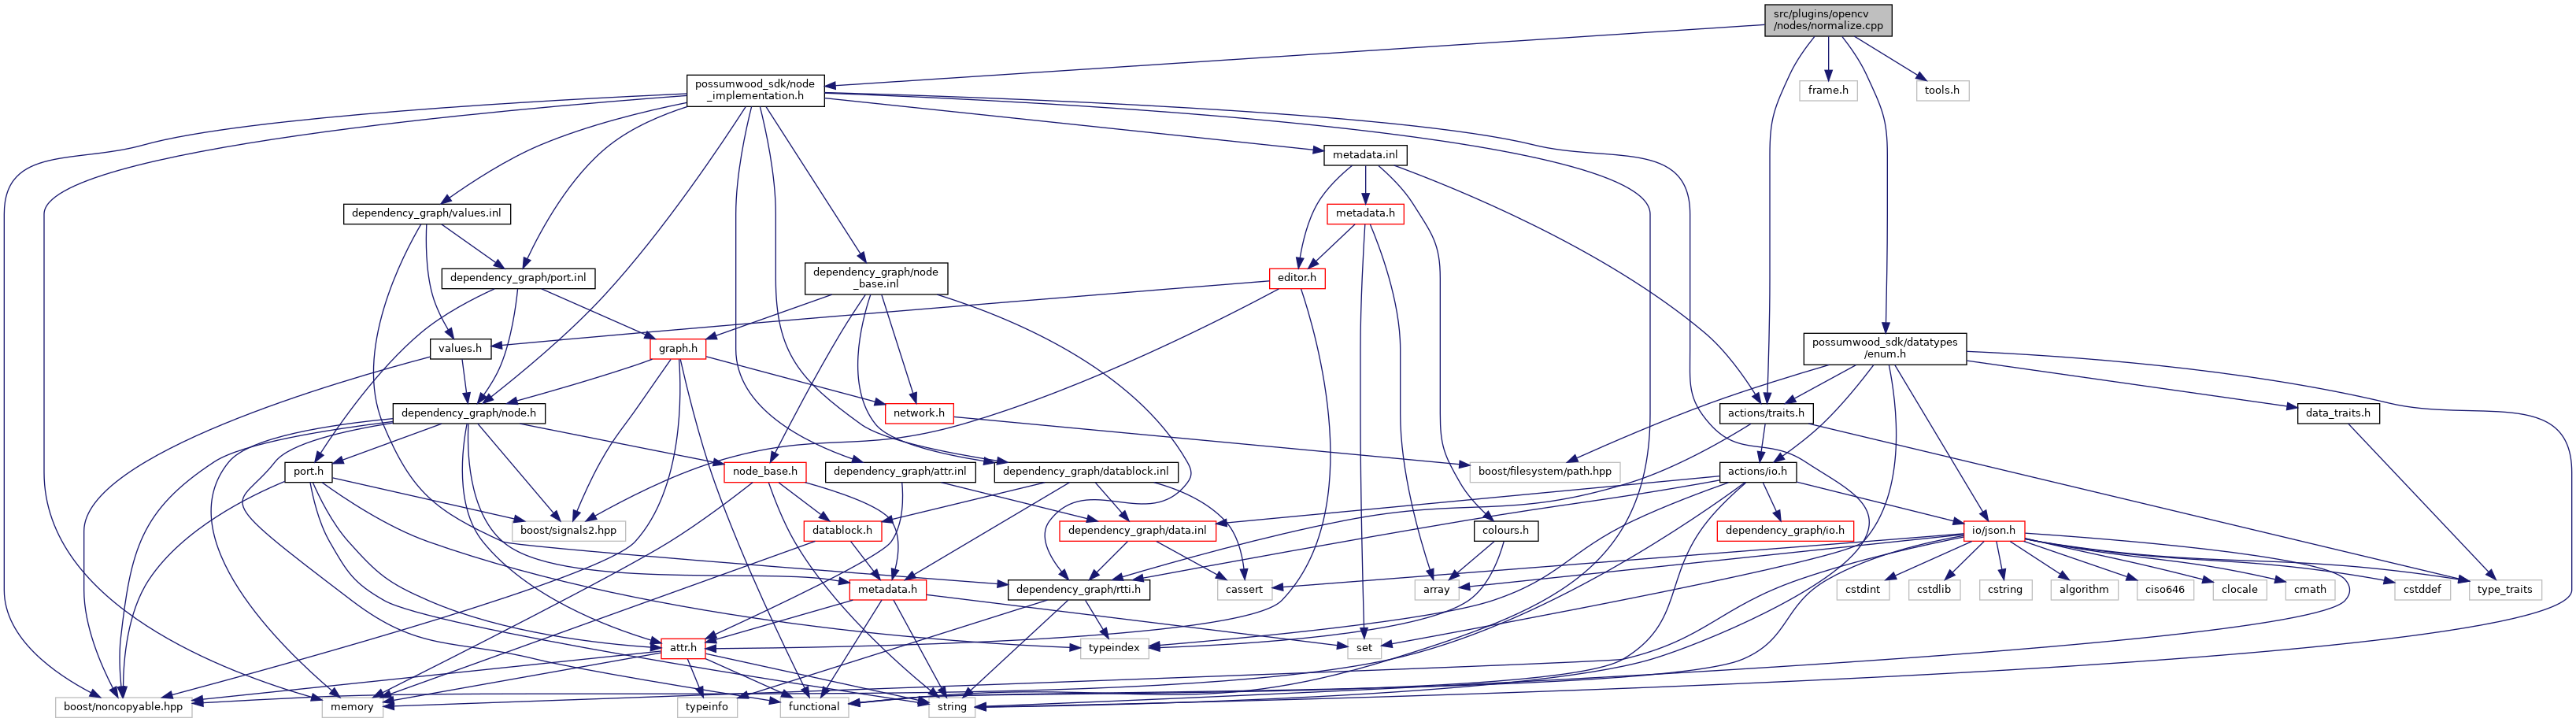 src/plugins/opencv
/nodes/normalize.cpp
possumwood_sdk/node
_implementation.h
frame.h
tools.h
metadata.inl
dependency_graph/values.inl
metadata.h
dependency_graph/port.inl
dependency_graph/node
_base.inl
editor.h
values.h
graph.h
possumwood_sdk/datatypes
/enum.h
dependency_graph/node.h
network.h
actions/traits.h
data_traits.h
port.h
node_base.h
dependency_graph/attr.inl
dependency_graph/datablock.inl
boost/filesystem/path.hpp
actions/io.h
boost/signals2.hpp
datablock.h
dependency_graph/data.inl
colours.h
dependency_graph/io.h
io/json.h
metadata.h
dependency_graph/rtti.h
cassert
array
cstdint
cstdlib
cstring
algorithm
ciso646
clocale
cmath
cstddef
type_traits
attr.h
typeindex
set
boost/noncopyable.hpp
memory
typeinfo
functional
string